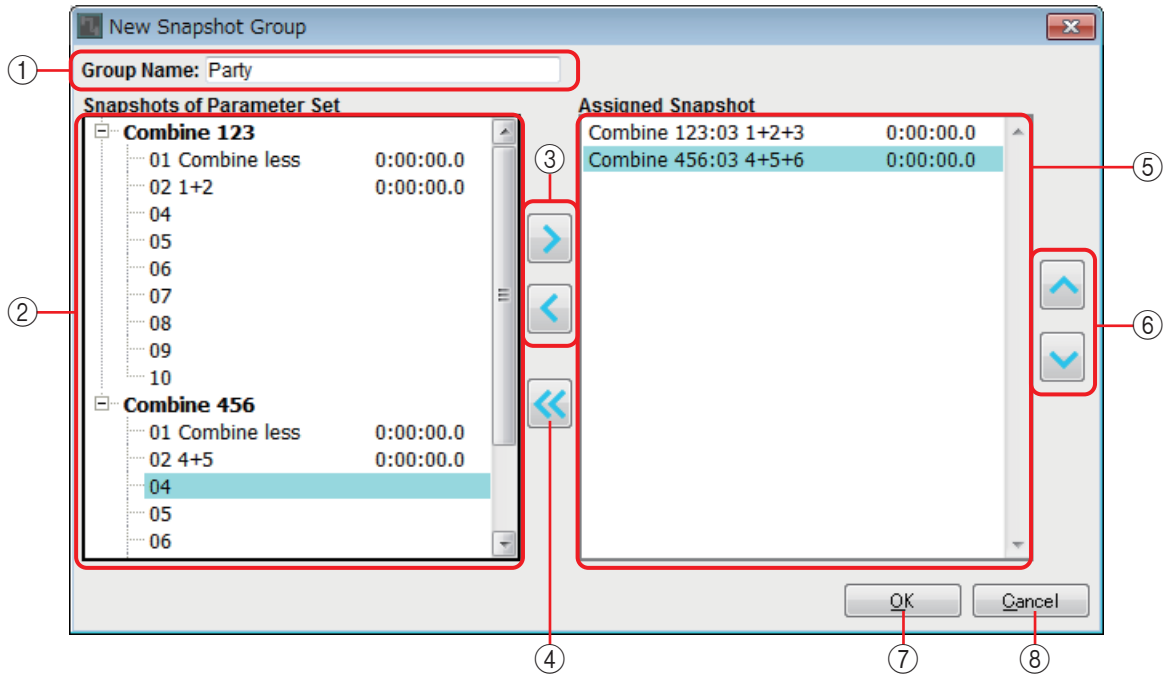 New Snapshot Group
① Group Name: Party
Snapshots of Parameter Set
Combine 123
01 Combine less 0:00:00.0
02 1+2 0:00:00.0
04
05
06
07
08
09
10
Combine 456
01 Combine less 0:00:00.0
02 4+5 0:00:00.0
04
05
06
②
③
④
Assigned Snapshot
Combine 123:03 1+2+3 0:00:00.0
Combine 456:03 4+5+6 0:00:00.0
⑤
⑥
OK
Cancel
⑦
⑧